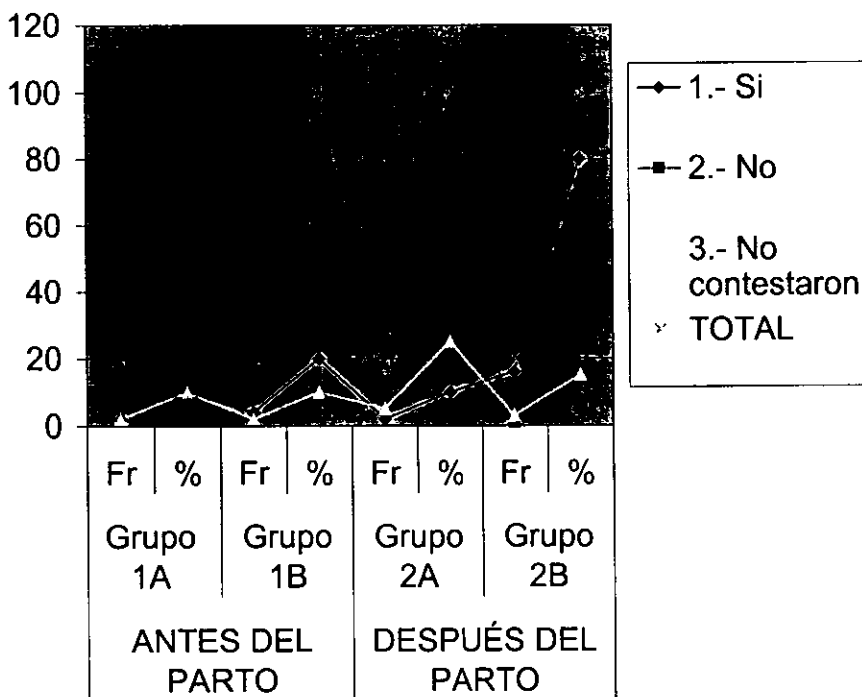 120
100
80
60
40
20
0
Fr % Fr % Fr % Fr %
Grupo 1A Grupo 1B Grupo 2A Grupo 2B
ANTES DEL PARTO DESPUÉS DEL PARTO
1.- Si
2.- No
3.- No
contestaron
TOTAL